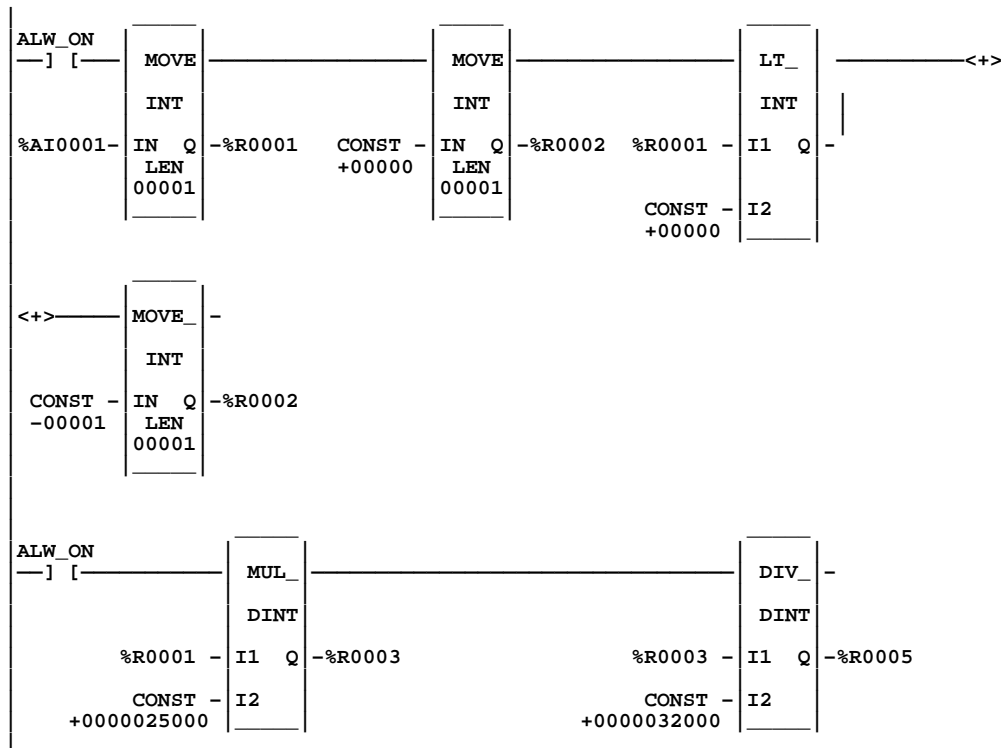 ALW_ON
] [ MOVE MOVE LT_ <+>
INT INT INT
%AI0001- IN Q -%R0001 CONST - IN Q -%R0002 %R0001 - I1 Q -
LEN +00000 LEN
00001 00001
CONST - I2
+00000
<+> MOVE_ -
INT
CONST - IN Q -%R0002
-00001 LEN
00001
ALW_ON
] [ MUL_ DIV_ -
DINT DINT
%R0001 - I1 Q -%R0003 %R0003 - I1 Q -%R0005
CONST - I2 CONST - I2
+0000025000 +0000032000